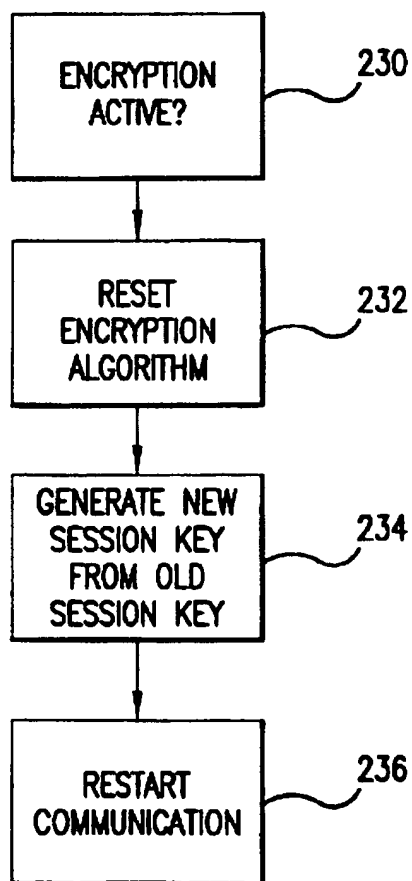 ENCRYPTION
ACTIVE?
230
RESET
ENCRYPTION
ALGORITHM
232
GENERATE NEW
SESSION KEY
FROM OLD
SESSION KEY
234
RESTART
COMMUNICATION
236